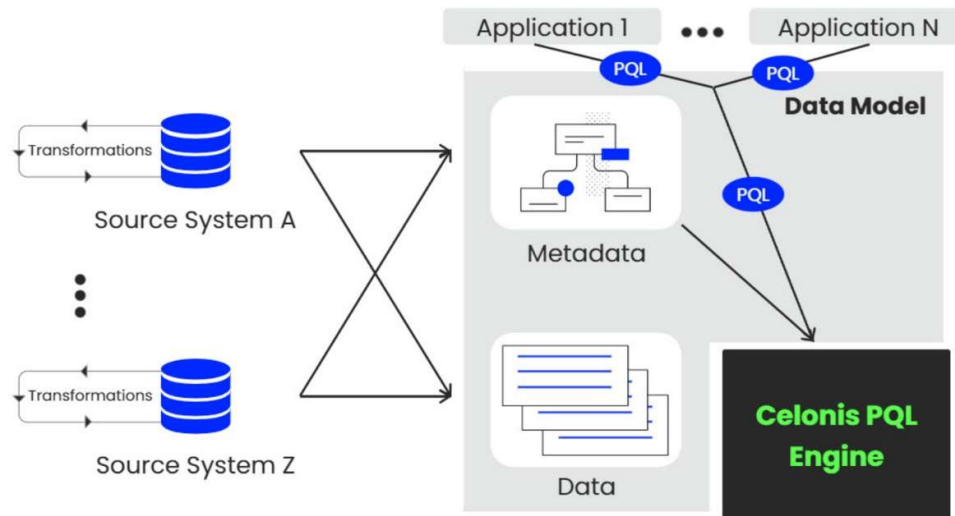 Application 1
Application N
PQL
PQL
Data Model
Transformations
Source System A
PQL
Metadata
Transformations
Source System Z
Data
Celonis PQL
Engine